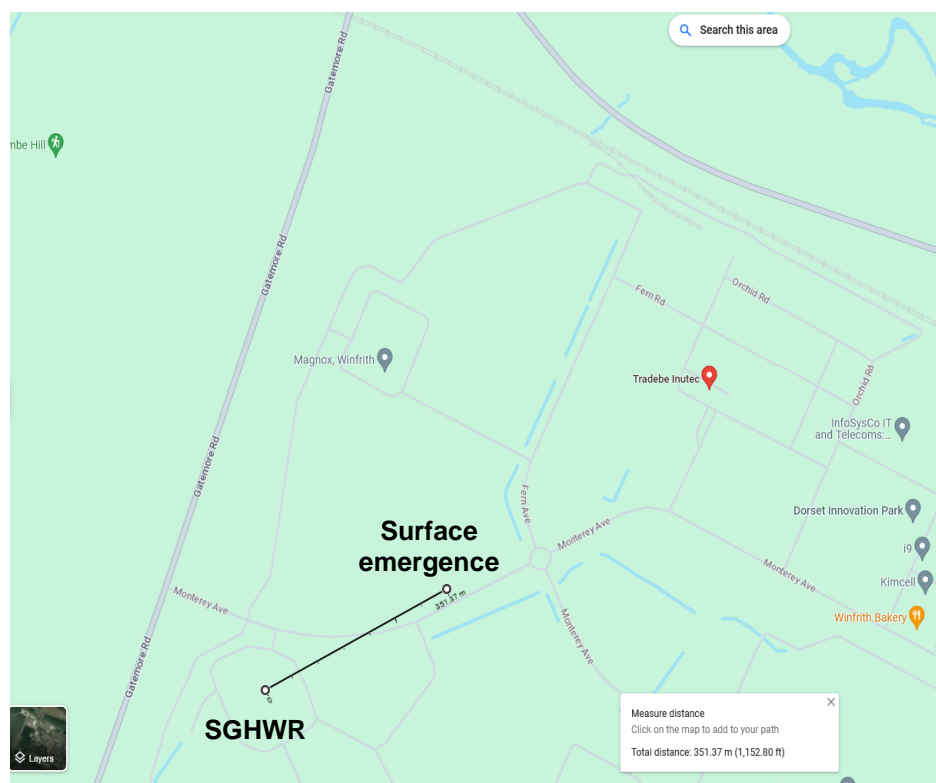 Search this area
Gatemore Rd
mbe Hill
Gatemore Rd
Orchid Rd
Fern Rd
Magnox, Winfrith
Tradebe Inutec
Orchid Rd
InfoSysCo IT
and Telecoms:...
Gatemore Rd
Fern Ave
Dorset Innovation Park
Surface
emergence
Monterey Ave
i9
Kimcell
351.37 m
Monterey Ave
Winfrith Bakery
Monterey Ave
Gatemore Rd
0
SGHWR
Measure distance
Click on the map to add to your path
Total distance: 351.37 m (1,152.80 ft)
Layers